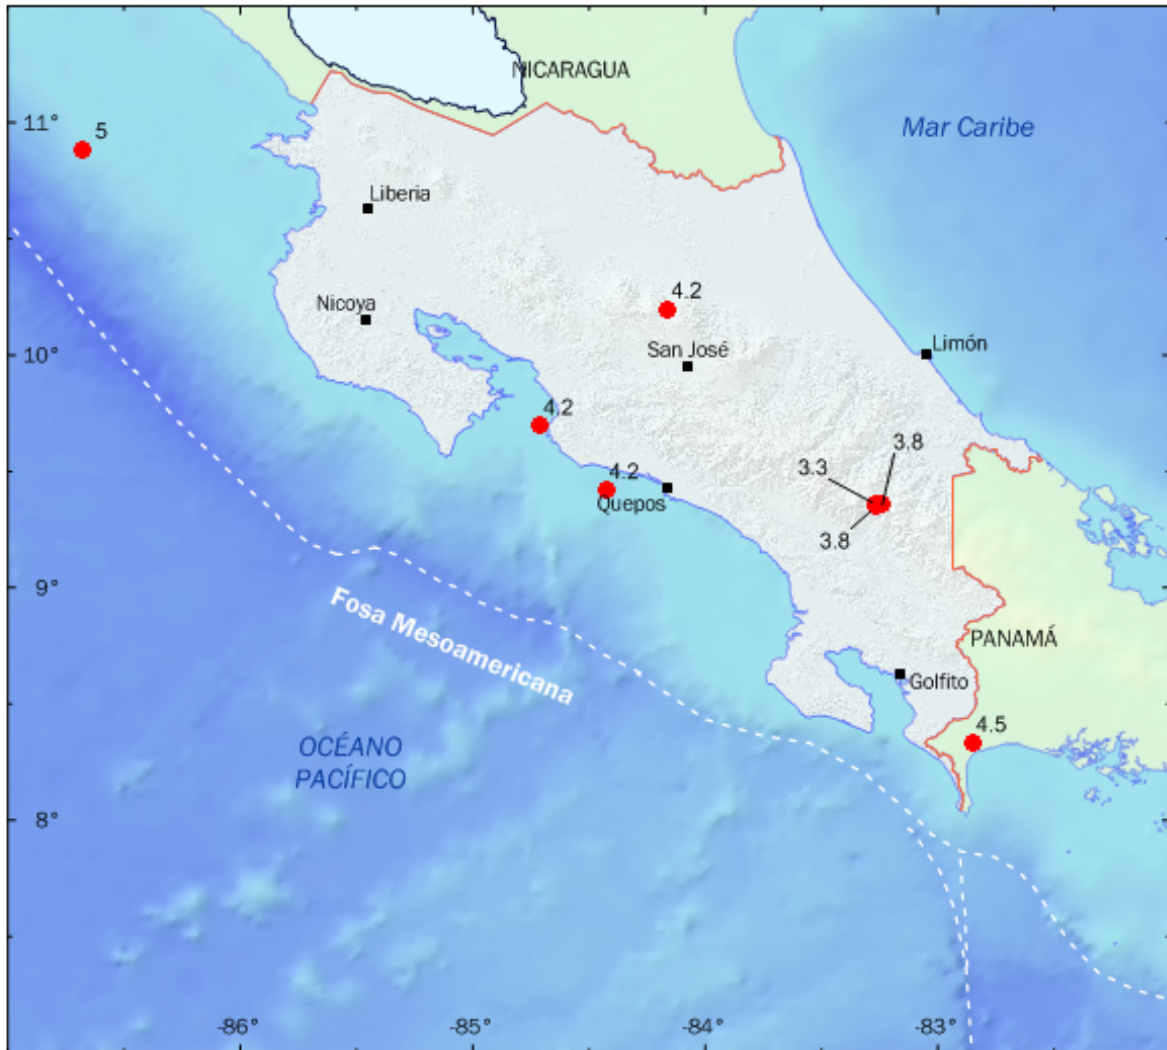 NICARAGUA
11°
5
Mar Caribe
Liberia
4.2
Nicoya
San José
Limón
10°
4.2
3.8
3.3
4.2
Quepos
3.8
9°
Fosa Mesoamericana
PANAMÁ
Golfito
4.5
OCÉANO
PACÍFICO
8°
-86°
-85°
-84°
-83°